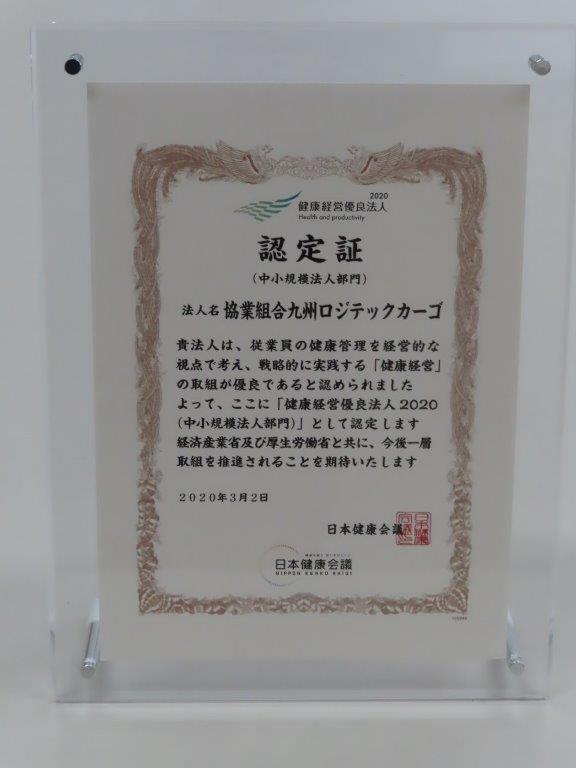 2020
健康経営優良法人
Health and productivity
認定証
(中小規模法人部門)
法人名 協業組合九州ロジテックカーゴ
貴法人は、従業員の健康管理を経営的な
視点で考え、戦略的に実践する「健康経営」
の取組が優良であると認められました
よって、ここに「健康経営優良法人2020
(中小規模法人部門)」として認定します
経済産業省及び厚生労働省と共に、今後一層
取組を推進されることを期待いたします
2020年3月2日
日本健康会議
日本健康会議
NIPPON KENKO KAIGI